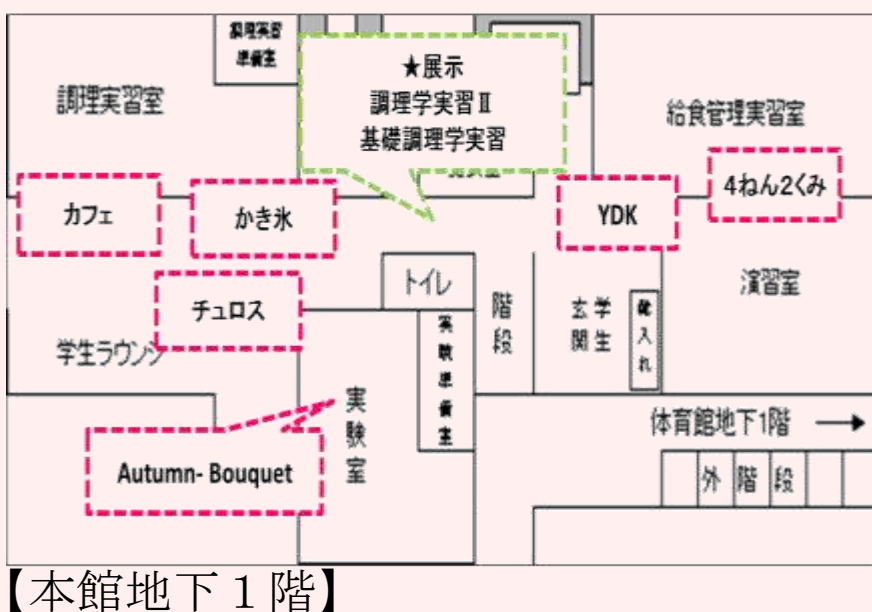 調理実習
準備室
★展示
調理学実習Ⅱ
基礎調理学実習
調理実習室
給食管理実習室
4ねん2くみ
カフェ
かき氷
YDK
トイレ
演習室
チュロス
階段
学生
玄関
靴入れ
学生ラウンジ
実験準備室
実験室
体育館地下1階 →
Autumn- Bouquet
外階段
【本館地下1階】